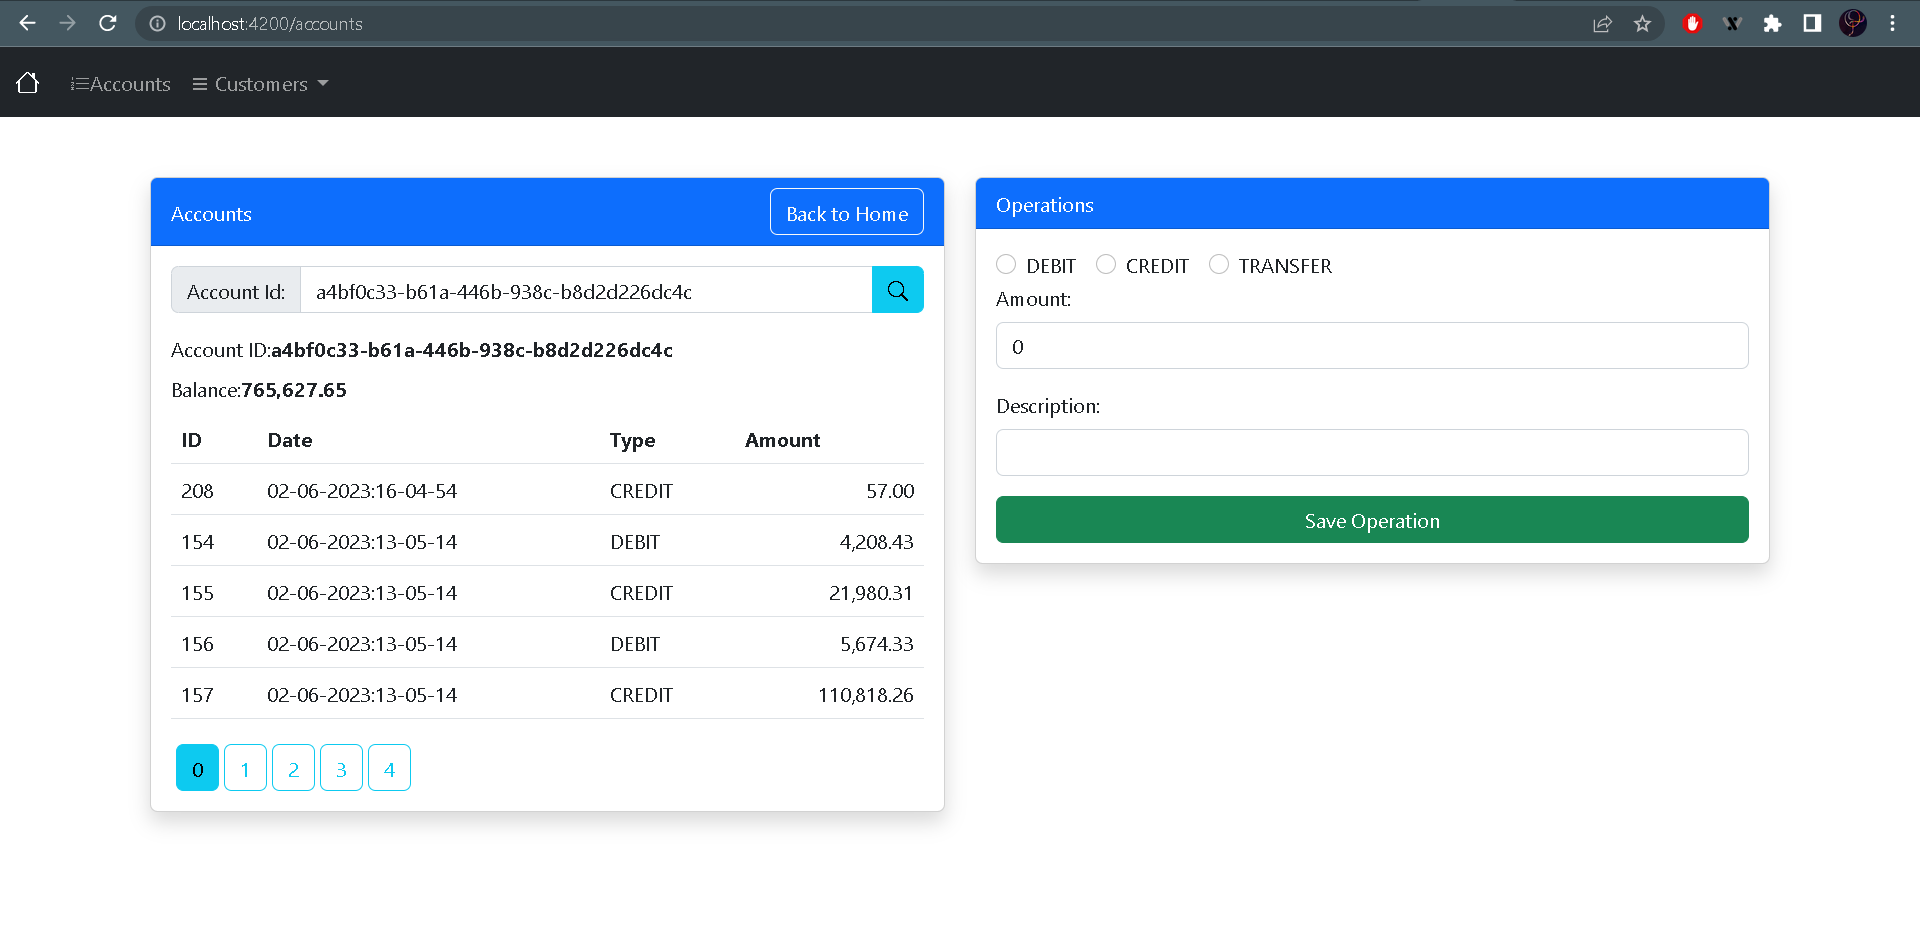 localhost:4200/accounts
Accounts Customers
Accounts Back to Home
Account Id: a4bf0c33-b61a-446b-938c-b8d2d226dc4c
Account ID:a4bf0c33-b61a-446b-938c-b8d2d226dc4c
Balance:765,627.65
ID Date Type Amount
208 02-06-2023:16-04-54 CREDIT 57.00
154 02-06-2023:13-05-14 DEBIT 4,208.43
155 02-06-2023:13-05-14 CREDIT 21,980.31
156 02-06-2023:13-05-14 DEBIT 5,674.33
157 02-06-2023:13-05-14 CREDIT 110,818.26
0 1 2 3 4
Operations
DEBIT CREDIT TRANSFER
Amount:
0
Description:
Save Operation